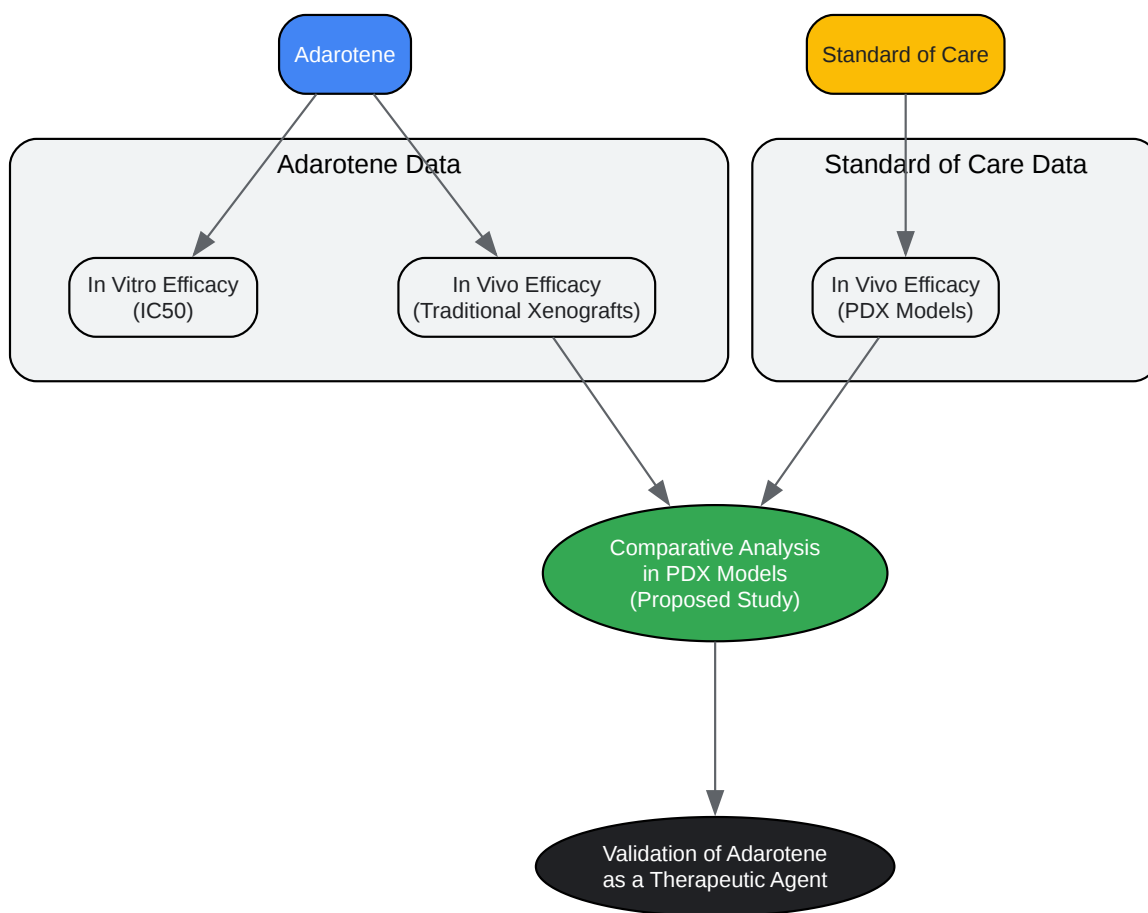 Adarotene
Standard of Care
Adarotene Data
Standard of Care Data
In Vitro Efficacy
(IC50)
In Vivo Efficacy
(Traditional Xenografts)
In Vivo Efficacy
(PDX Models)
Comparative Analysis
in PDX Models
(Proposed Study)
Validation of Adarotene
as a Therapeutic Agent